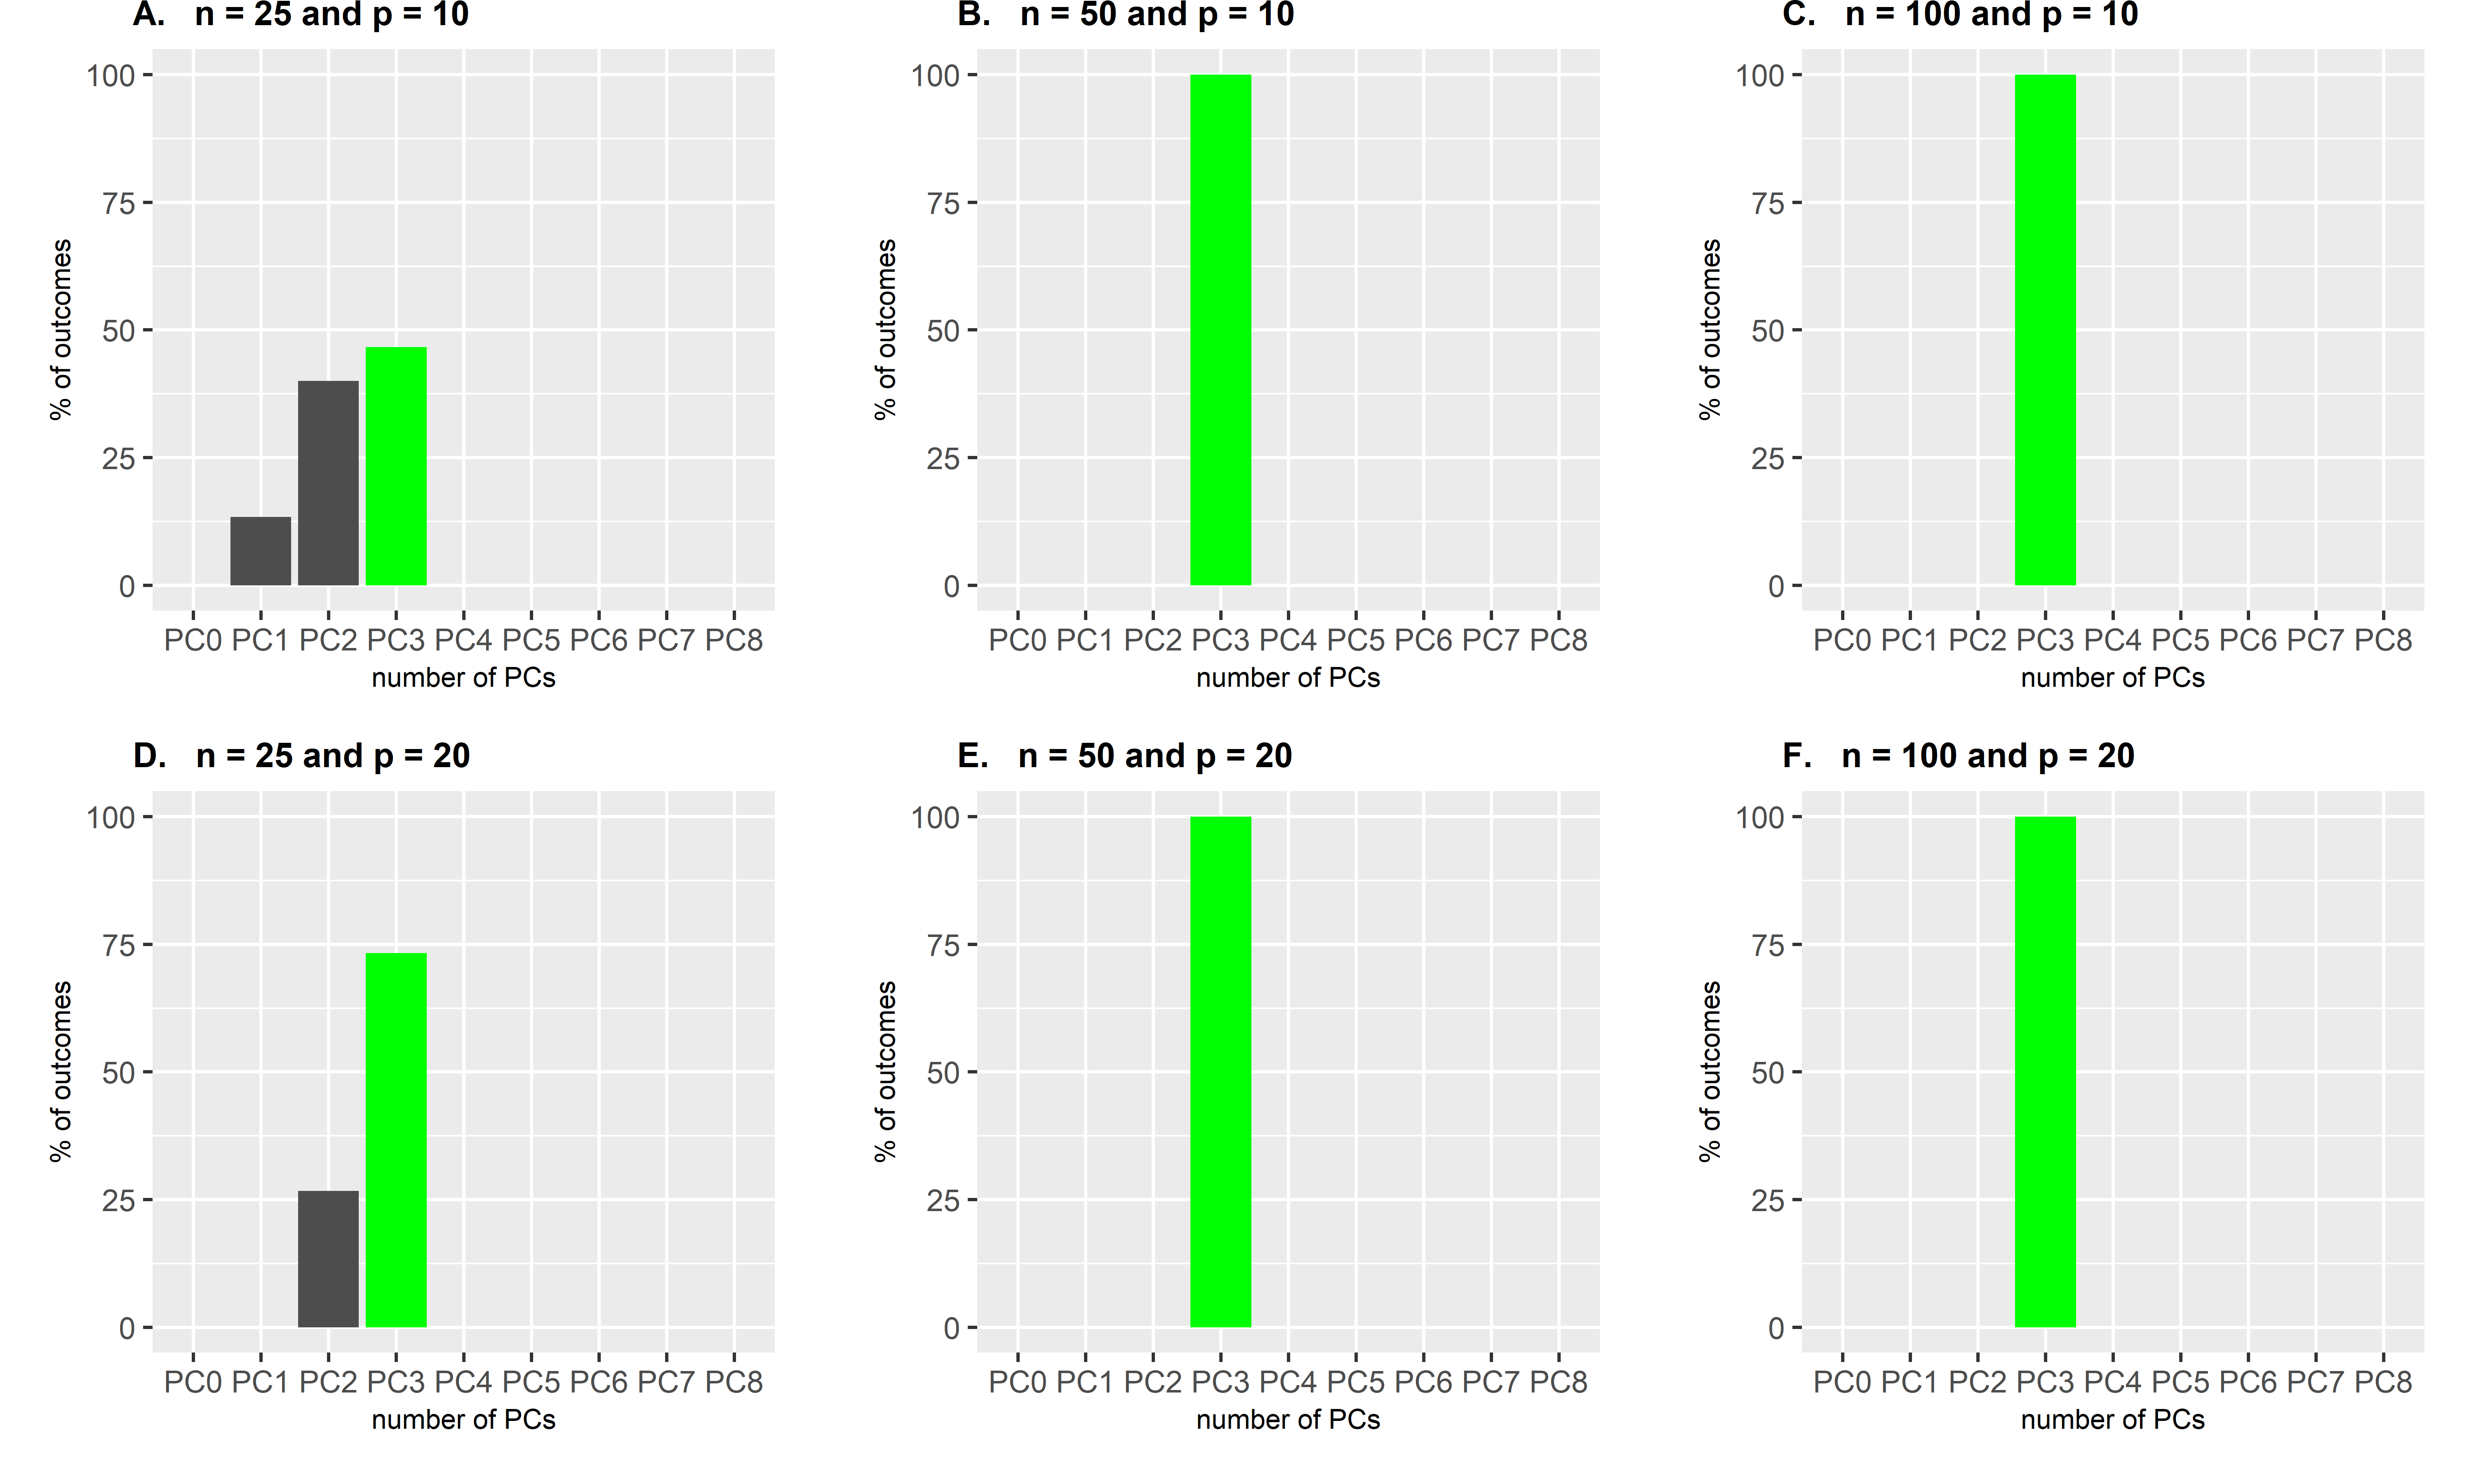 A. n = 25 and p = 10
100
75
50
25
0
% of outcomes
PC0 PC1 PC2 PC3 PC4 PC5 PC6 PC7 PC8
number of PCs
B. n = 50 and p = 10
100
75
50
25
0
% of outcomes
PC0 PC1 PC2 PC3 PC4 PC5 PC6 PC7 PC8
number of PCs
C. n = 100 and p = 10
100
75
50
25
0
% of outcomes
PC0 PC1 PC2 PC3 PC4 PC5 PC6 PC7 PC8
number of PCs
D. n = 25 and p = 20
100
75
50
25
0
% of outcomes
PC0 PC1 PC2 PC3 PC4 PC5 PC6 PC7 PC8
number of PCs
E. n = 50 and p = 20
100
75
50
25
0
% of outcomes
PC0 PC1 PC2 PC3 PC4 PC5 PC6 PC7 PC8
number of PCs
F. n = 100 and p = 20
100
75
50
25
0
% of outcomes
PC0 PC1 PC2 PC3 PC4 PC5 PC6 PC7 PC8
number of PCs